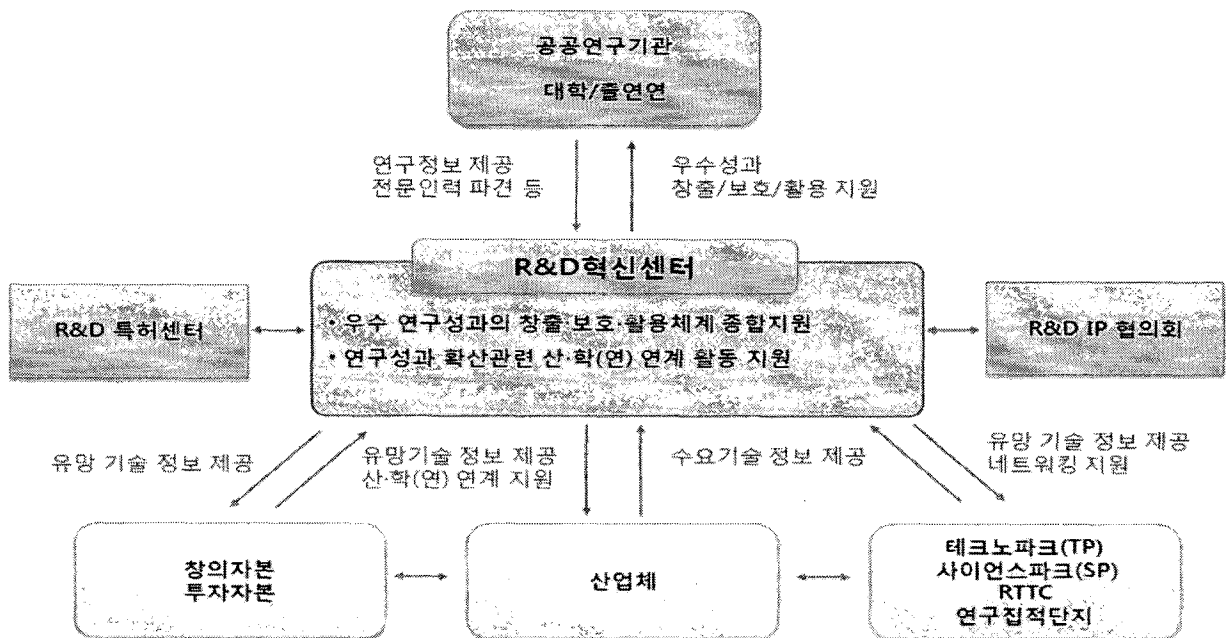 공공연구기관
대학/출연연
연구정보 제공
전문인력 파견 등
우수성과
창출/보호/활용 지원
R&D혁신센터
R&D 특허센터
• 우수 연구성과의 창출·보호·활용체계 종합지원
• 연구성과 확산관련 산·학(연) 연계 활동 지원
R&D IP 협의회
유망 기술 정보 제공
유망기술 정보 제공
산·학(연) 연계 지원
수요기술 정보 제공
유망 기술 정보 제공
네트워킹 지원
창의자본
투자자본
산업체
테크노파크(TP)
사이언스파크(SP)
RTTC
연구집적단지